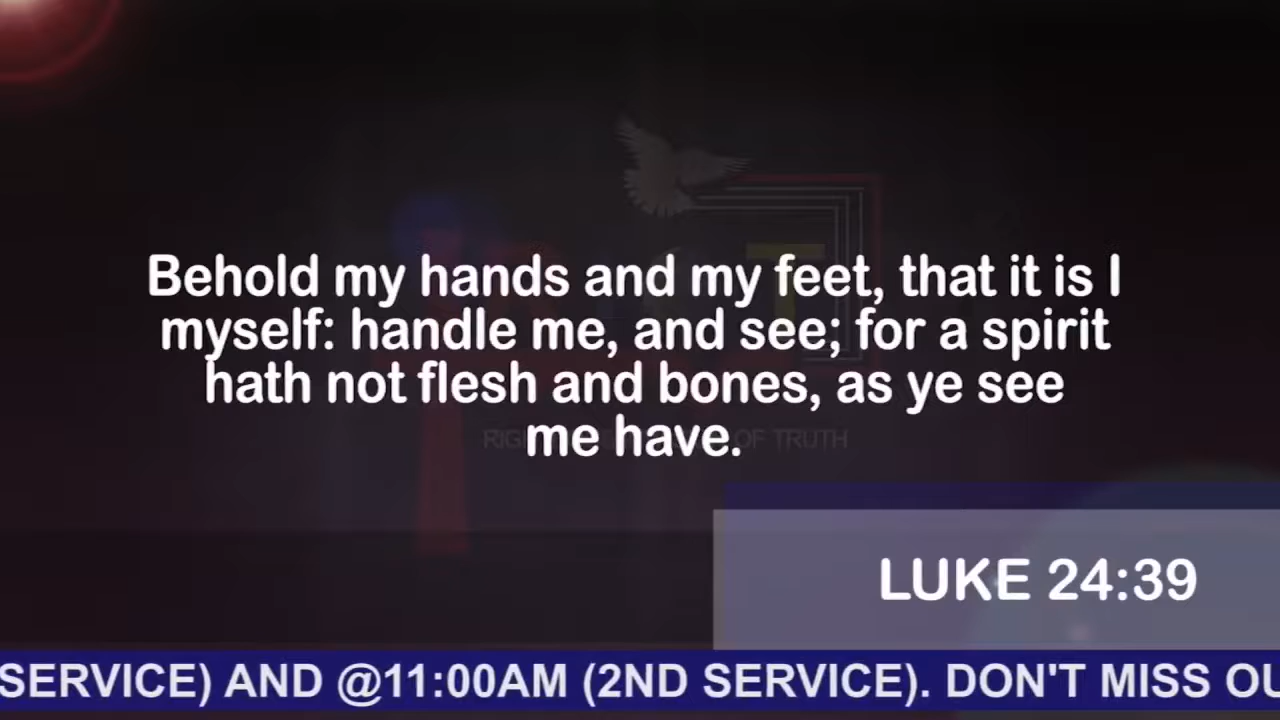 Behold my hands and my feet, that it is I
myself: handle me, and see; for a spirit
hath not flesh and bones, as ye see
me have.
OF TRUTH
LUKE 24:39
SERVICE) AND @11:00AM (2ND SERVICE). DON'T MISS OU